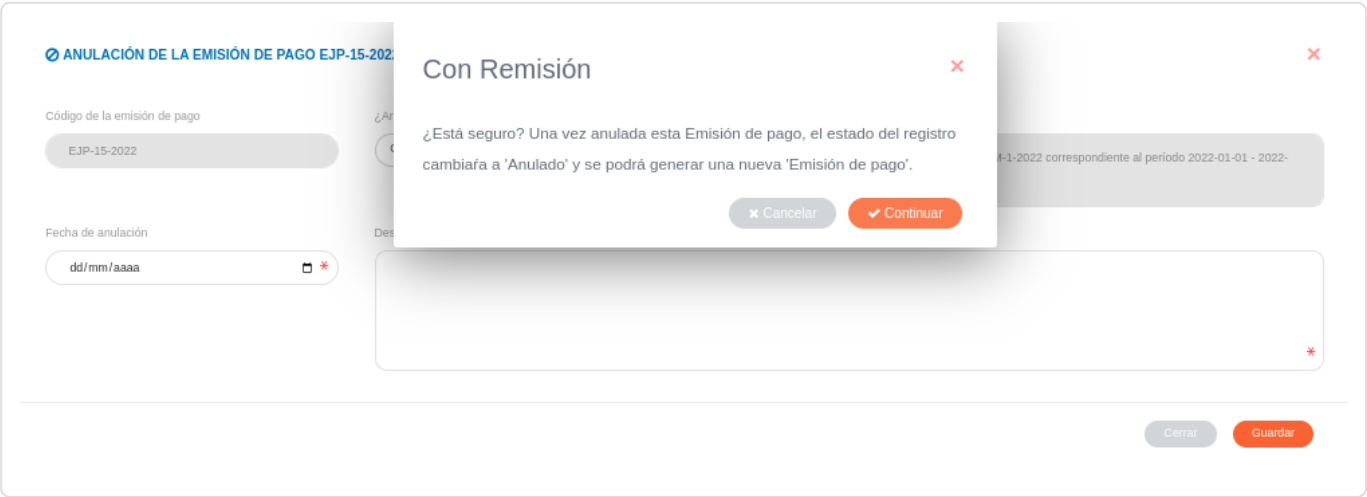 ANULACIÓN DE LA EMISIÓN DE PAGO EJP-15-202
Con Remisión
Código de la emisión de pago
EJP-15-2022
¿Está seguro? Una vez anulada esta Emisión de pago, el estado del registro
cambiaŕa a 'Anulado' y se podrá generar una nueva 'Emisión de pago'.
-1-2022 correspondiente al período 2022-01-01 - 2022-
Cancelar
Continuar
Fecha de anulación
Des
dd/mm/aaaa
*
*
Cerrar
Guardar